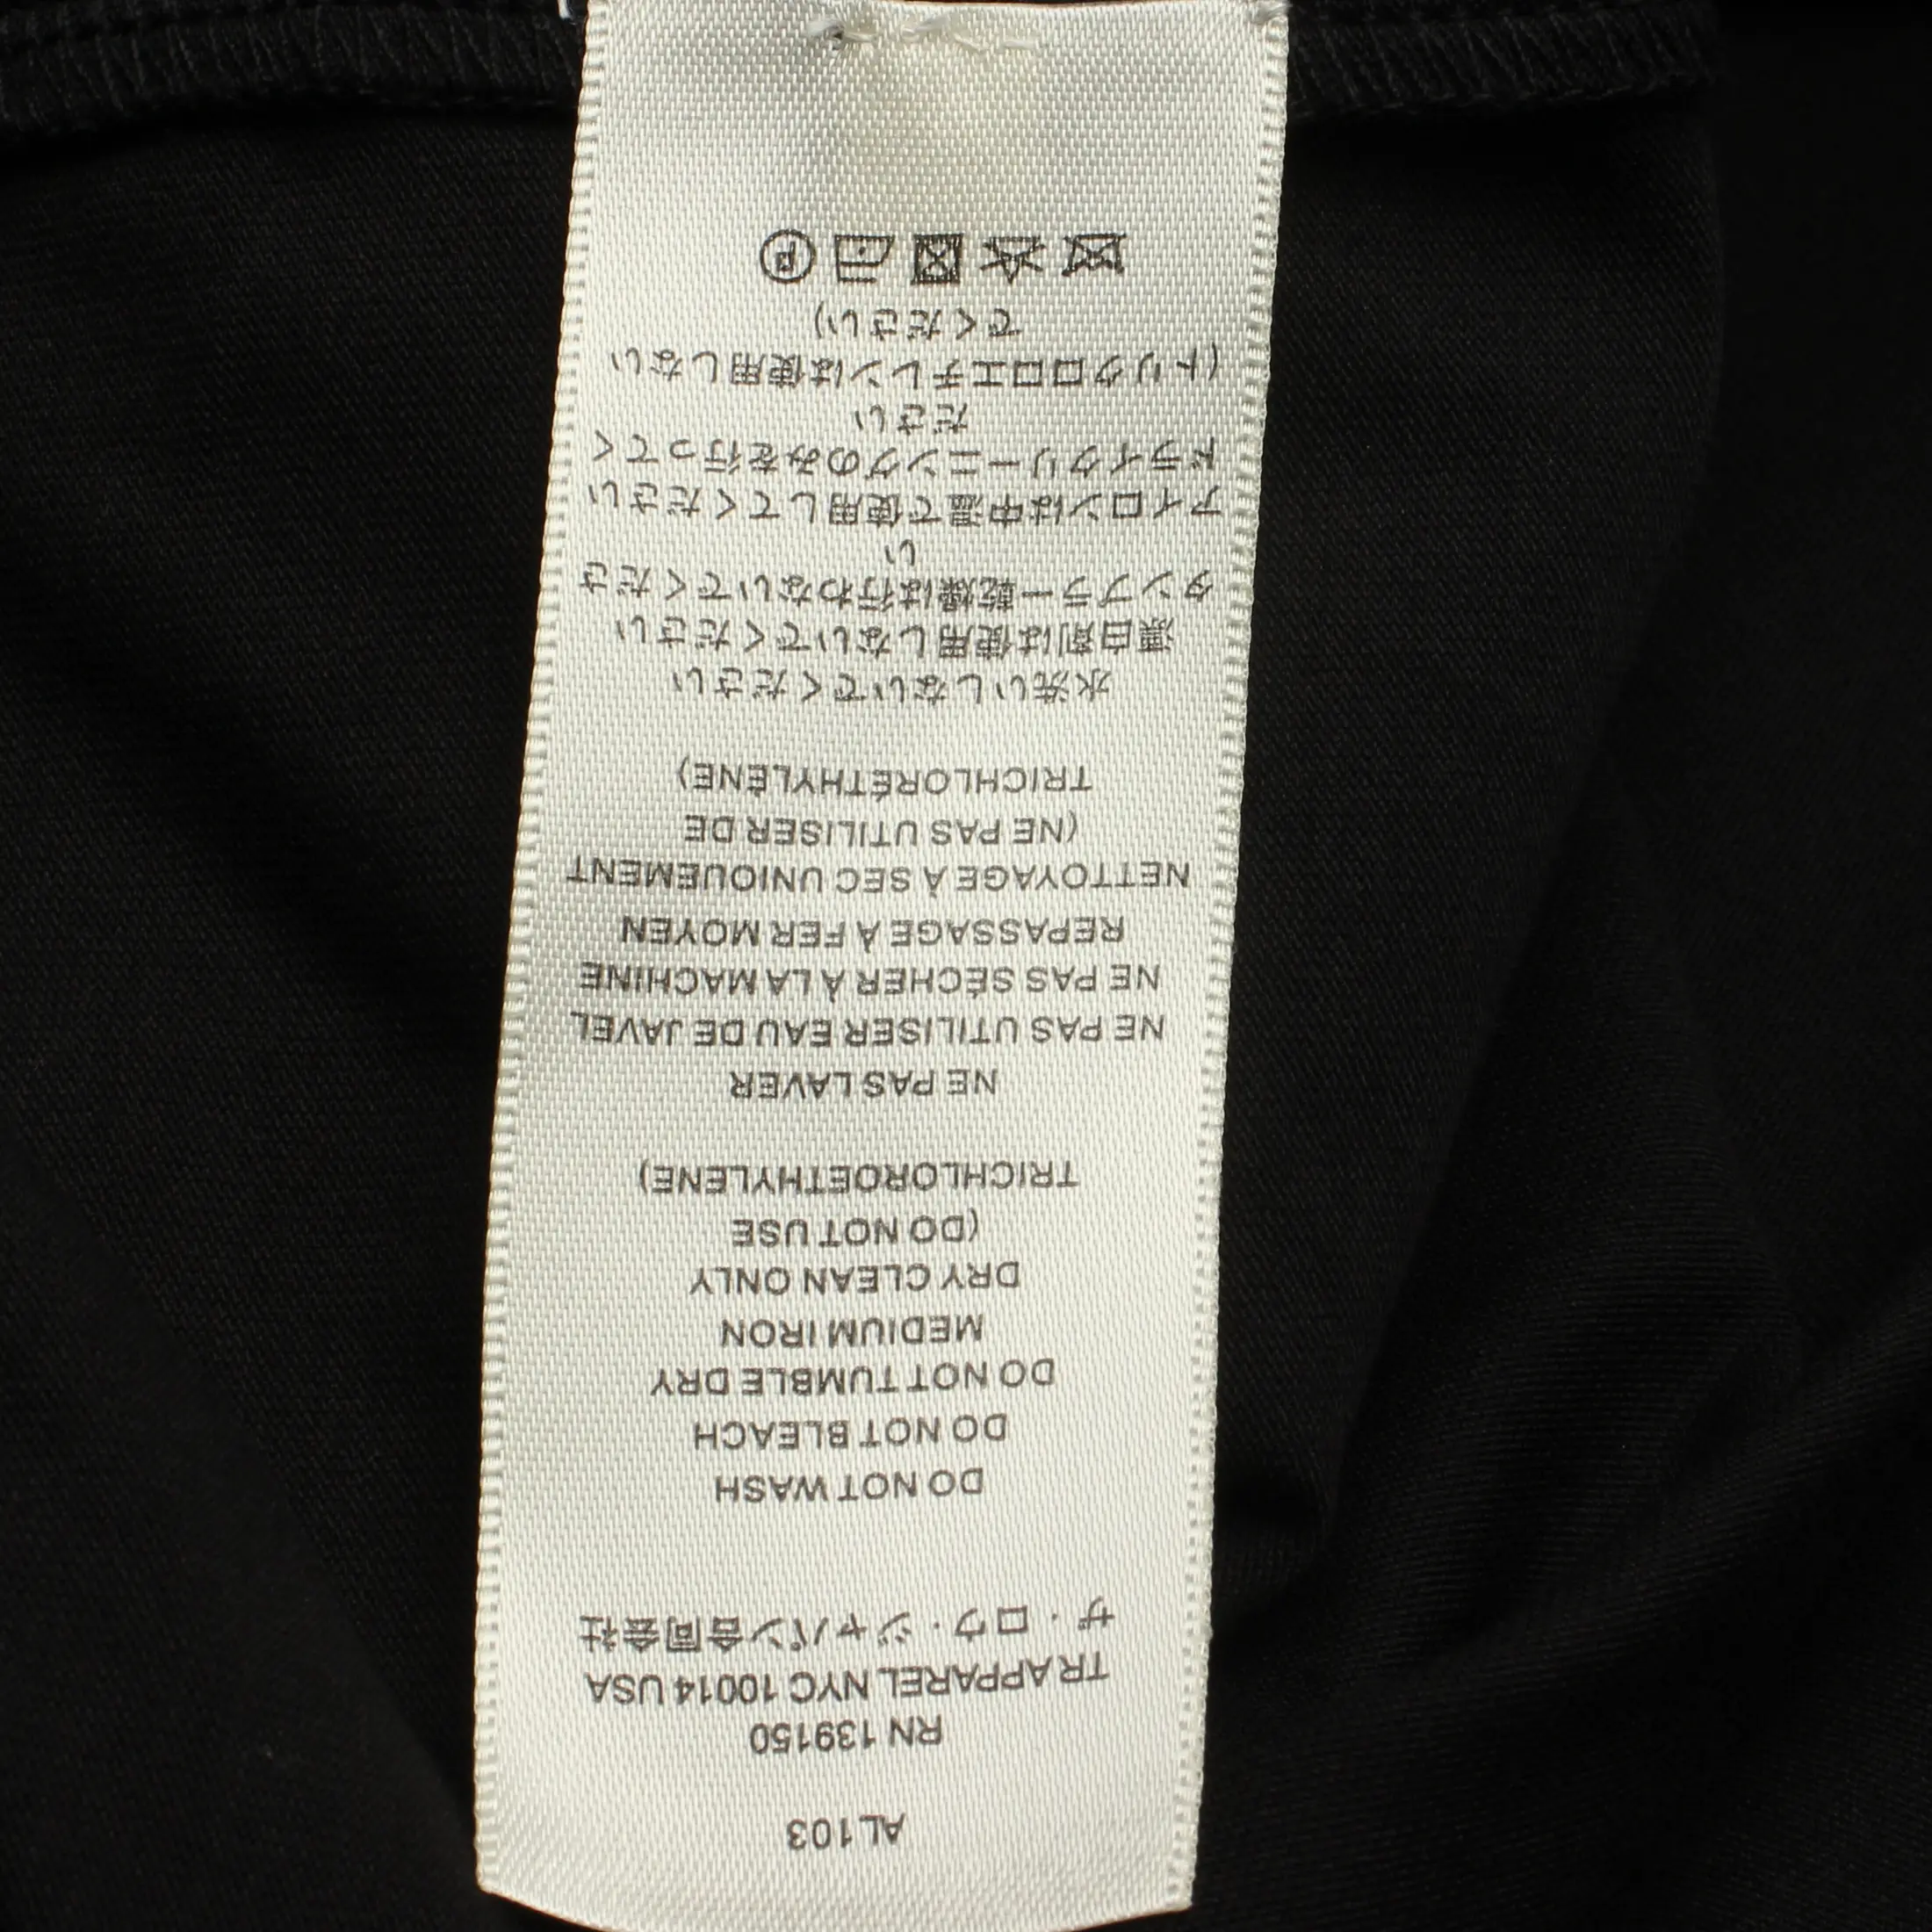 AL103
RN 139150
TR APPAREL NYC 10014 USA
ザ・ロウ・ジャパン合同会社
DO NOT WASH
DO NOT BLEACH
DO NOT TUMBLE DRY
MEDIUM IRON
DRY CLEAN ONLY
(DO NOT USE
TRICHLOROETHYLENE)
NE PAS LAVER
NE PAS UTILISER EAU DE JAVEL
NE PAS SÉCHER À LA MACHINE
REPASSAGE À FER MOYEN
NETTOYAGE À SEC UNIQUEMENT
(NE PAS UTILISER DE
TRICHLORÉTHYLÈNE)
水洗いしないでください
漂白剤は使用しないでください
タンブラー乾燥は行わないでくださ
い
アイロンは中温で使用してください
ドライクリーニングのみを行ってく
ださい
(トリクロロエチレンは使用しない
でください)
P